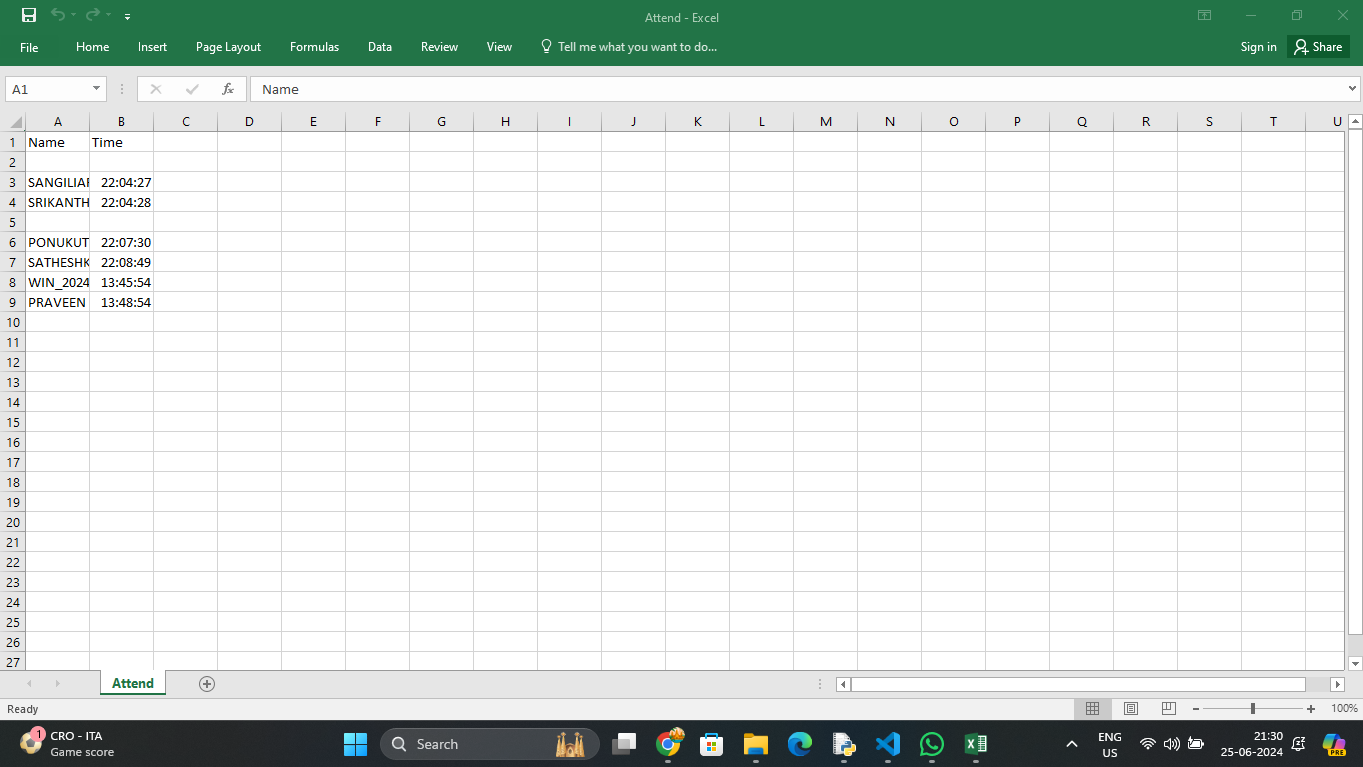 Attend - Excel
File Home Insert Page Layout Formulas Data Review View Tell me what you want to do... Sign in Share
A1 fx Name
A B C D E F G H I J K L M N O P Q R S T U
1 Name Time
2
3 SANGILIAR 22:04:27
4 SRIKANTH 22:04:28
5
6 PONUKUT 22:07:30
7 SATHESHK 22:08:49
8 WIN_2024 13:45:54
9 PRAVEEN 13:48:54
10
11
12
13
14
15
16
17
18
19
20
21
22
23
24
25
26
27
Attend
Ready 100%
1 CRO - ITA
Game score
Search
ENG
US
21:30
25-06-2024
PRE